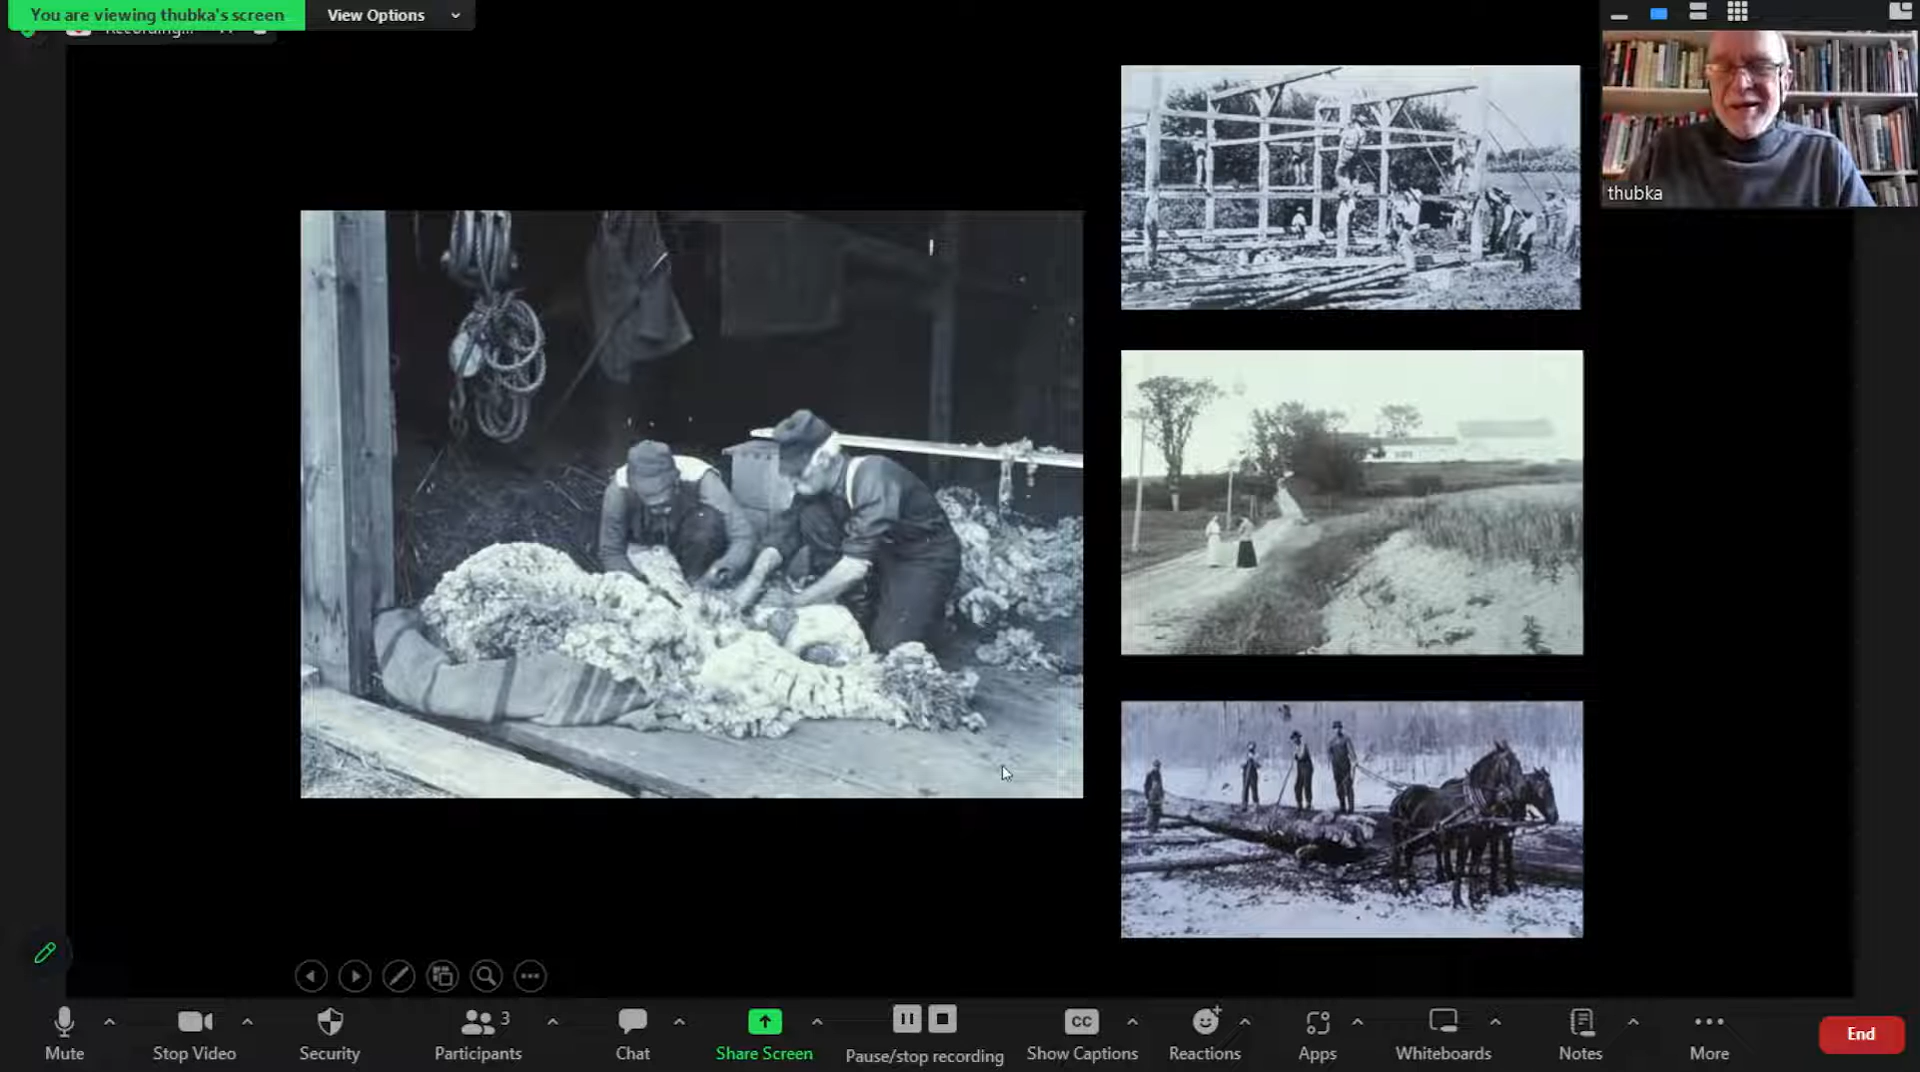 You are viewing thubka's screen
View Options
Recording...
thubka
Mute
Stop Video
Security
3
Participants
Chat
Share Screen
Pause/stop recording
CC
Show Captions
Reactions
Apps
Whiteboards
Notes
More
End